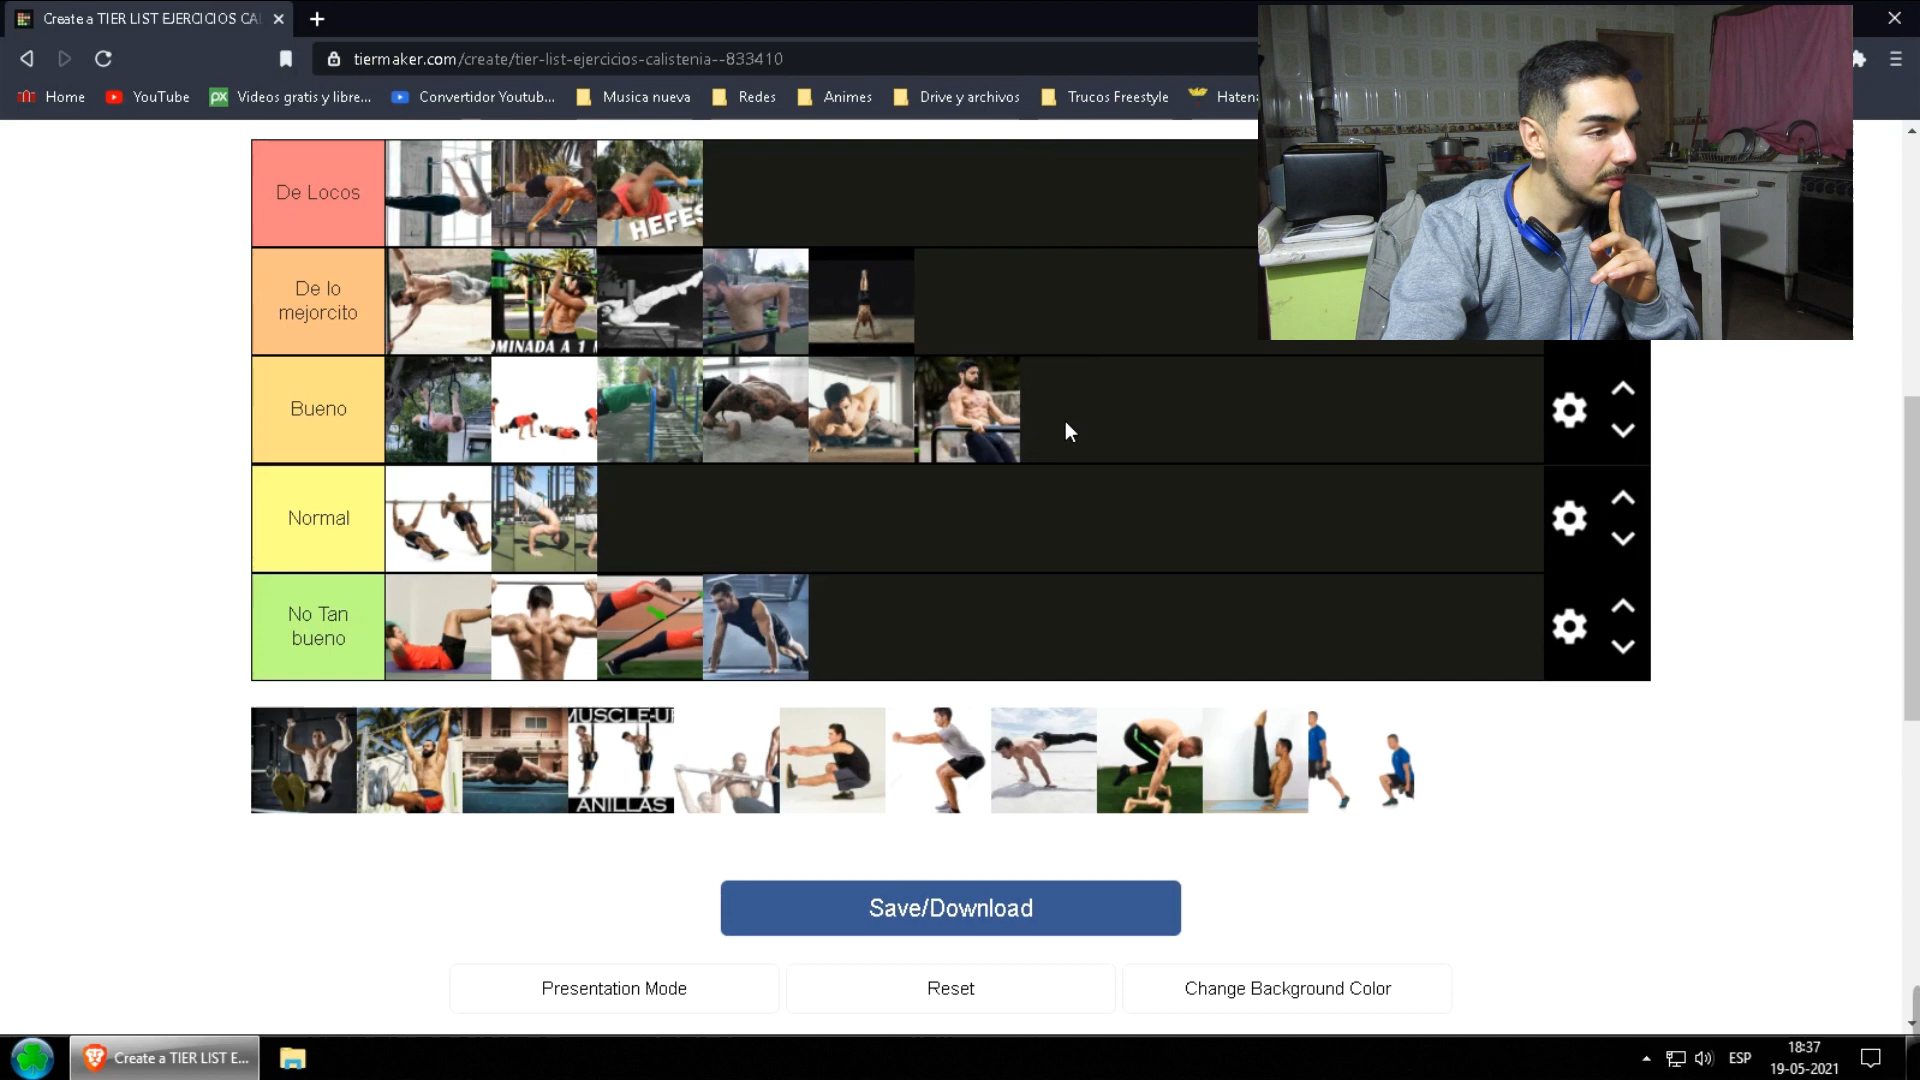 Create a TIER LIST EJERCICIOS CA
tiermaker.com/create/tier-list-ejercicios-calistenia--833410
Home
YouTube
Videos gratis y libre...
Convertidor Youtub...
Musica nueva
Redes
Animes
Drive y archivos
Trucos Freestyle
Hatena
De Locos
HEFES
De lo
mejorcito
OMINADA A 1
Bueno
Normal
No Tan
bueno
MUSCLE-U
ANILLAS
Save/Download
Presentation Mode
Reset
Change Background Color
Create a TIER LIST E...
ESP
18:37
19-05-2021